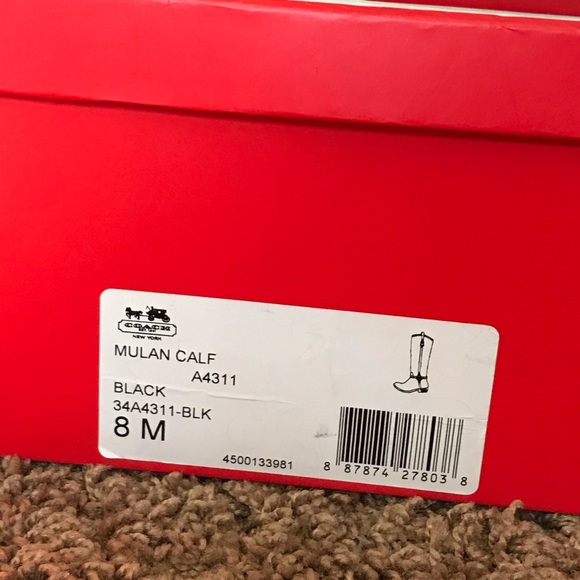 COACH
NEW YORK
MULAN CALF
A4311
BLACK
34A4311-BLK
8 M
4500133981
8 87874 27803 8